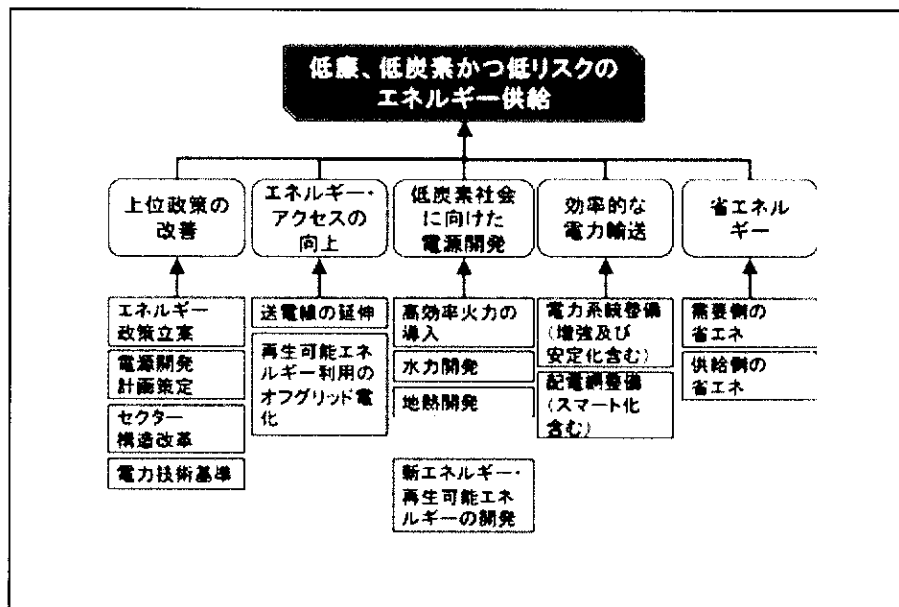 低廉、低炭素かつ低リスクの
エネルギー供給
上位政策の
改善
エネルギー・
アクセスの
向上
低炭素社会
に向けた
電源開発
効率的な
電力輸送
省エネル
ギー
エネルギー
政策立案
電源開発
計画策定
セクター
構造改革
電力技術基準
送電線の延伸
再生可能エネ
ルギー利用の
オフグリッド電
化
高効率火力の
導入
水力開発
地熱開発
新エネルギー・
再生可能エネ
ルギーの開発
電力系統整備
(増強及び
安定化含む)
配電網整備
(スマート化
含む)
需要側の
省エネ
供給側の
省エネ